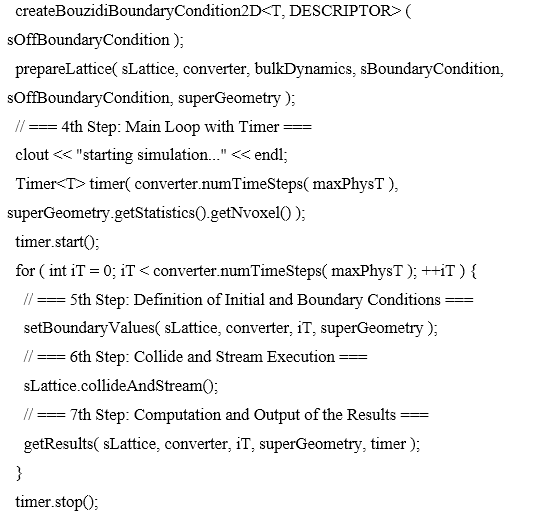 createBouzidiBoundaryCondition2D<T, DESCRIPTOR> (
sOffBoundaryCondition );
prepareLattice( sLattice, converter, bulkDynamics, sBoundaryCondition,
sOffBoundaryCondition, superGeometry );
// === 4th Step: Main Loop with Timer ===
clout << "starting simulation..." << endl;
Timer<T> timer( converter.numTimeSteps( maxPhysT ),
superGeometry.getStatistics().getNvoxel() );
timer.start();
for ( int iT = 0; iT < converter.numTimeSteps( maxPhysT ); ++iT ) {
// === 5th Step: Definition of Initial and Boundary Conditions ===
setBoundaryValues( sLattice, converter, iT, superGeometry );
// === 6th Step: Collide and Stream Execution ===
sLattice.collideAndStream();
// === 7th Step: Computation and Output of the Results ===
getResults( sLattice, converter, iT, superGeometry, timer );
}
timer.stop();